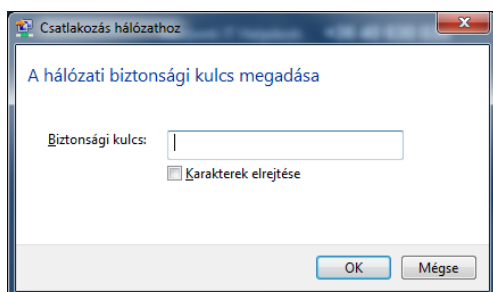 Csatlakozás hálózathoz
A hálózati biztonsági kulcs megadása
Biztonsági kulcs:
Karakterek elrejtése
OK Mégse